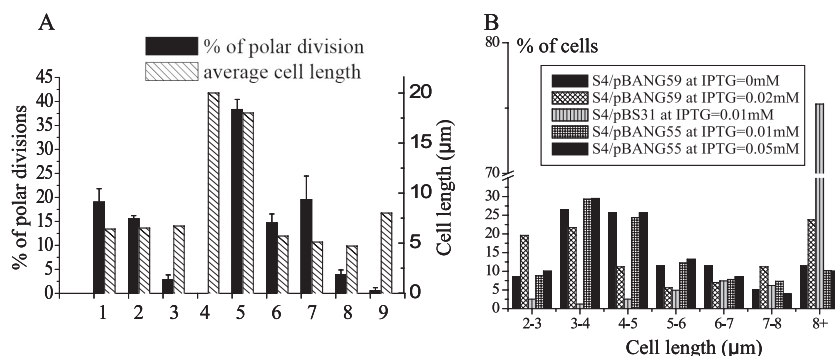 A
% of polar division
average cell length
% of polar divisions
45
40
35
30
25
20
15
10
5
0
1 2 3 4 5 6 7 8 9
20
15
10
5
0
Cell length (µm)
B
% of cells
80
70
30
25
20
15
10
5
0
S4/pBANG59 at IPTG=0mM
S4/pBANG59 at IPTG=0.02mM
S4/pBS31 at IPTG=0.01mM
S4/pBANG55 at IPTG=0.01mM
S4/pBANG55 at IPTG=0.05mM
2-3 3-4 4-5 5-6 6-7 7-8 8+
Cell length (µm)